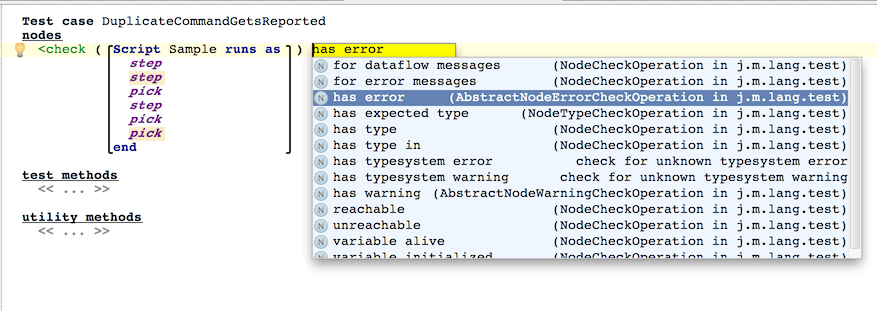 Test case DuplicateCommandGetsReported
nodes
<check ( Script Sample runs as ) has error
step
step
pick
step
pick
pick
end
for dataflow messages (NodeCheckOperation in j.m.lang.test)
for error messages (NodeCheckOperation in j.m.lang.test)
has error (AbstractNodeErrorCheckOperation in j.m.lang.test)
has expected type (NodeTypeCheckOperation in j.m.lang.test)
has type (NodeCheckOperation in j.m.lang.test)
has type in (NodeCheckOperation in j.m.lang.test)
has typesystem error check for unknown typesystem error
has typesystem warning check for unknown typesystem warning
has warning (AbstractNodeWarningCheckOperation in j.m.lang.test)
reachable (NodeCheckOperation in j.m.lang.test)
unreachable (NodeCheckOperation in j.m.lang.test)
variable alive (NodeCheckOperation in j.m.lang.test)
variable initialized (NodeCheckOperation in j.m.lang.test)
test methods
<< ... >>
utility methods
<< ... >>